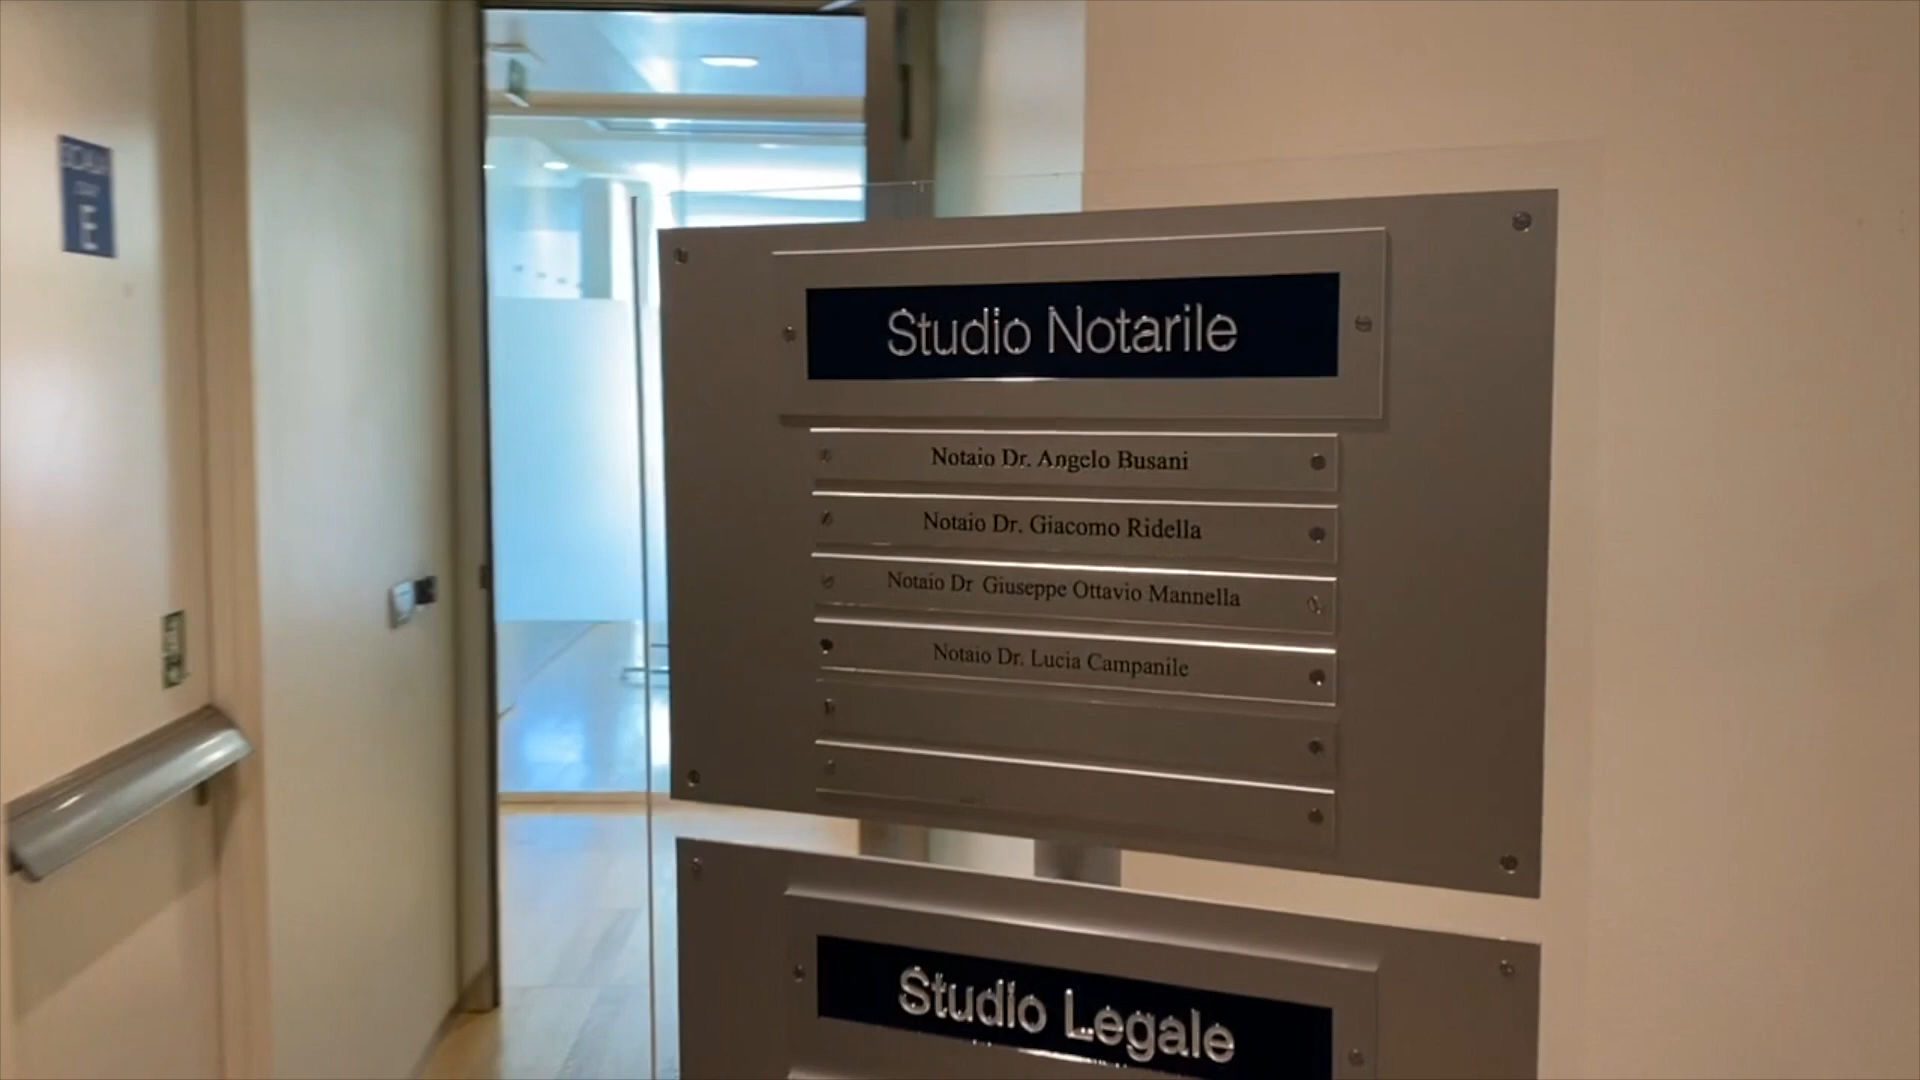 SCALA
E
Studio Notarile
Notaio Dr. Angelo Busani
Notaio Dr. Giacomo Ridella
Notaio Dr Giuseppe Ottavio Mannella
Notaio Dr. Lucia Campanile
Studio Legale